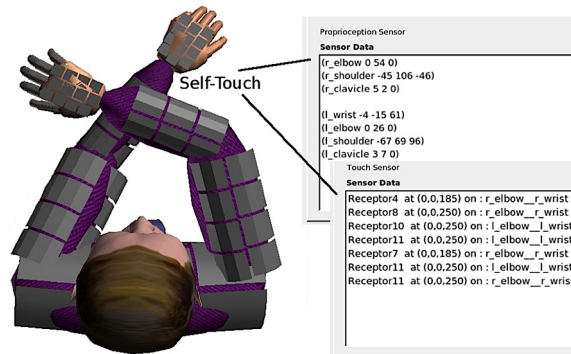 Self-Touch
Proprioception Sensor
Sensor Data
(r_elbow 0 54 0)
(r_shoulder -45 106 -46)
(r_clavicle 5 2 0)
(l_wrist -4 -15 61)
(l_elbow 0 26 0)
(l_shoulder -67 69 96)
(l_clavicle 3 7 0)
Touch Sensor
Sensor Data
Receptor4 at (0,0,185) on : r_elbow__r_wrist
Receptor8 at (0,0,250) on : r_elbow__r_wrist
Receptor10 at (0,0,250) on : l_elbow__l_wrist
Receptor11 at (0,0,250) on : l_elbow__l_wrist
Receptor7 at (0,0,185) on : r_elbow__r_wrist
Receptor11 at (0,0,250) on : l_elbow__l_wrist
Receptor11 at (0,0,250) on : r_elbow__r_wrist